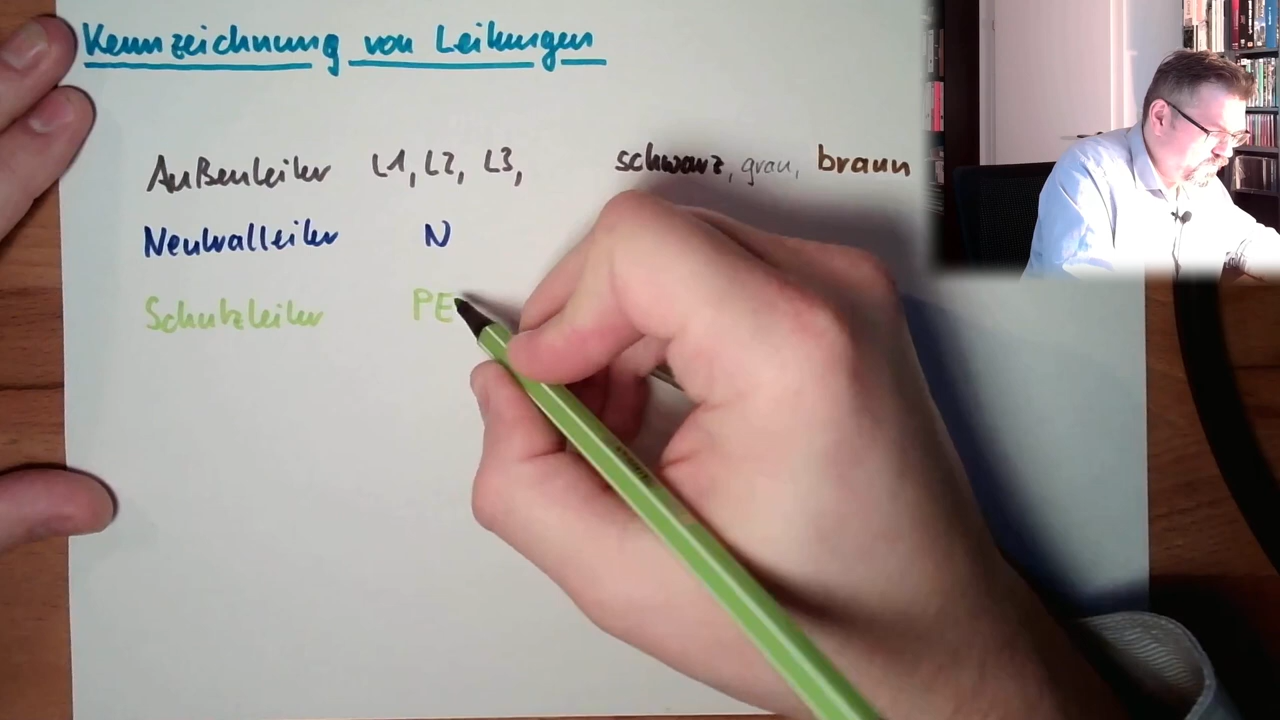 Kennzeichnung von Leitungen
Außenleiter L1, L2, L3, schwarz, grau, braun
Neutralleiter N
Schutzleiter PE